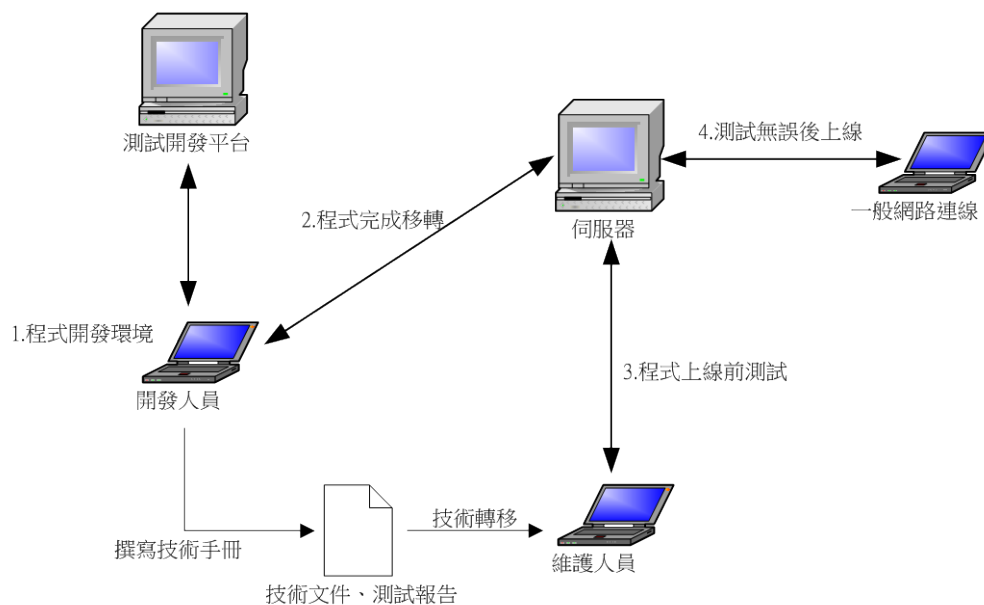 測試開發平台
4.測試無誤後上線
一般網路連線
2.程式完成移轉
伺服器
1.程式開發環境
3.程式上線前測試
開發人員
技術轉移
撰寫技術手冊
維護人員
技術文件、測試報告